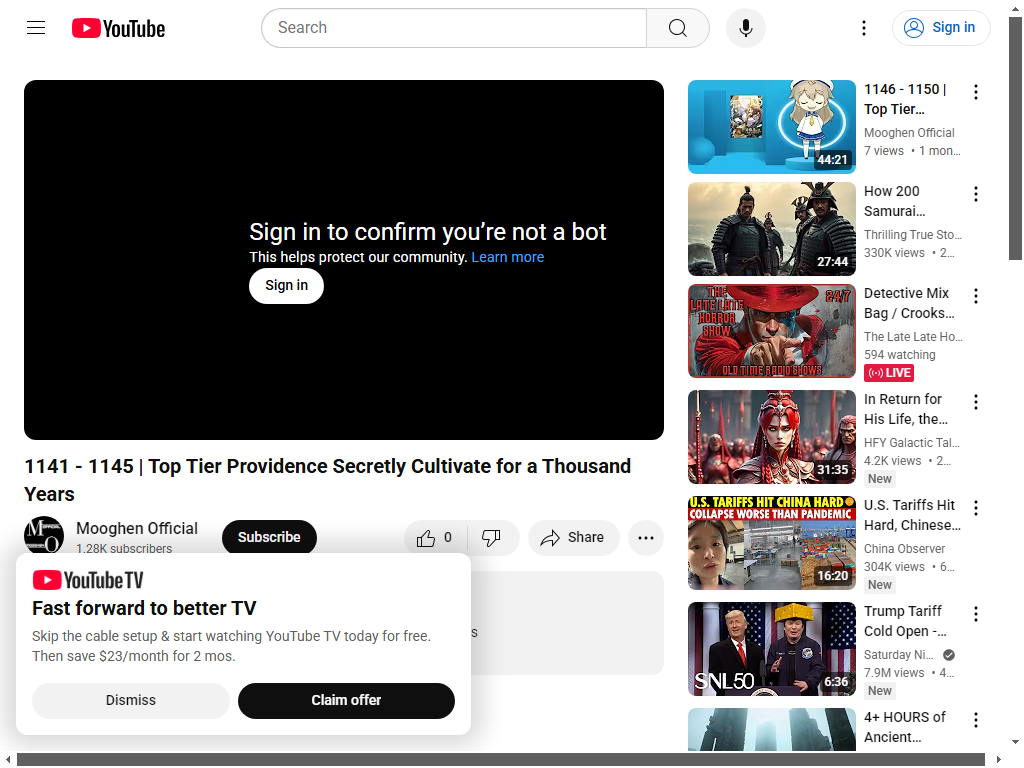 YouTube
Search
Sign in
Sign in to confirm you’re not a bot
This helps protect our community. Learn more
Sign in
1141 - 1145 | Top Tier Providence Secretly Cultivate for a Thousand
Years
Mooghen Official
1.28K subscribers
Subscribe
0
Share
s
YouTube TV
Fast forward to better TV
Skip the cable setup & start watching YouTube TV today for free.
Then save $23/month for 2 mos.
Dismiss
Claim offer
44:21
1146 - 1150 |
Top Tier…
Mooghen Official
7 views • 1 mon…
27:44
How 200
Samurai…
Thrilling True Sto…
330K views • 2…
THE
LATE LATE
HORROR
SHOW
24/7
OLD TIME RADIO SHOWS
Detective Mix
Bag / Crooks…
The Late Late Ho…
594 watching
LIVE
31:35
In Return for
His Life, the…
HFY Galactic Tal…
4.2K views • 2…
New
U.S. TARIFFS HIT CHINA HARD
COLLAPSE WORSE THAN PANDEMIC
16:20
U.S. Tariffs Hit
Hard, Chinese…
China Observer
304K views • 6…
New
SNL50
6:36
Trump Tariff
Cold Open -…
Saturday Ni…
7.9M views • 4…
New
4+ HOURS of
Ancient…